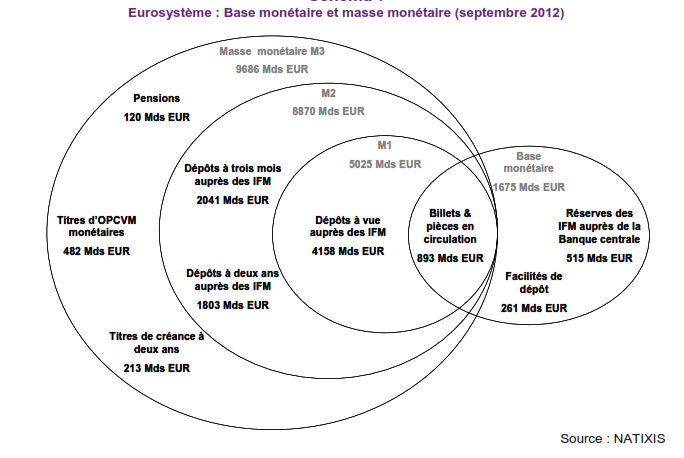 Eurosystème : Base monétaire et masse monétaire (septembre 2012)
Masse monétaire M3
9686 Mds EUR
Pensions
120 Mds EUR
M2
8870 Mds EUR
M1
5025 Mds EUR
Base
monétaire
1675 Mds EUR
Dépôts à trois mois
auprès des IFM
2041 Mds EUR
Titres d'OPCVM
monétaires
482 Mds EUR
Dépôts à vue
auprès des IFM
4158 Mds EUR
Billets &
pièces en
circulation
893 Mds EUR
Réserves des
IFM auprès de la
Banque centrale
515 Mds EUR
Dépôts à deux ans
auprès des IFM
1803 Mds EUR
Facilités de
dépôt
261 Mds EUR
Titres de créance à
deux ans
213 Mds EUR
Source : NATIXIS